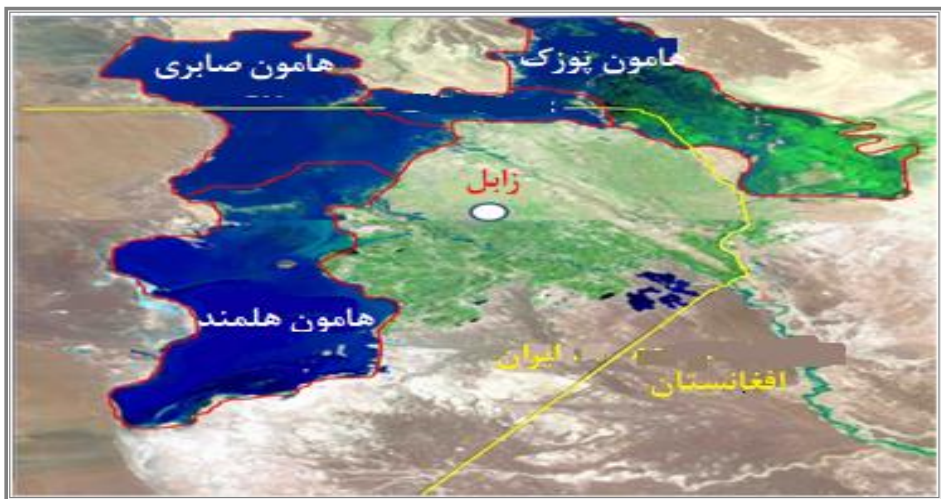 هامون پوزک
هامون صابری
زابل
هامون هلمند
ایران
افغانستان